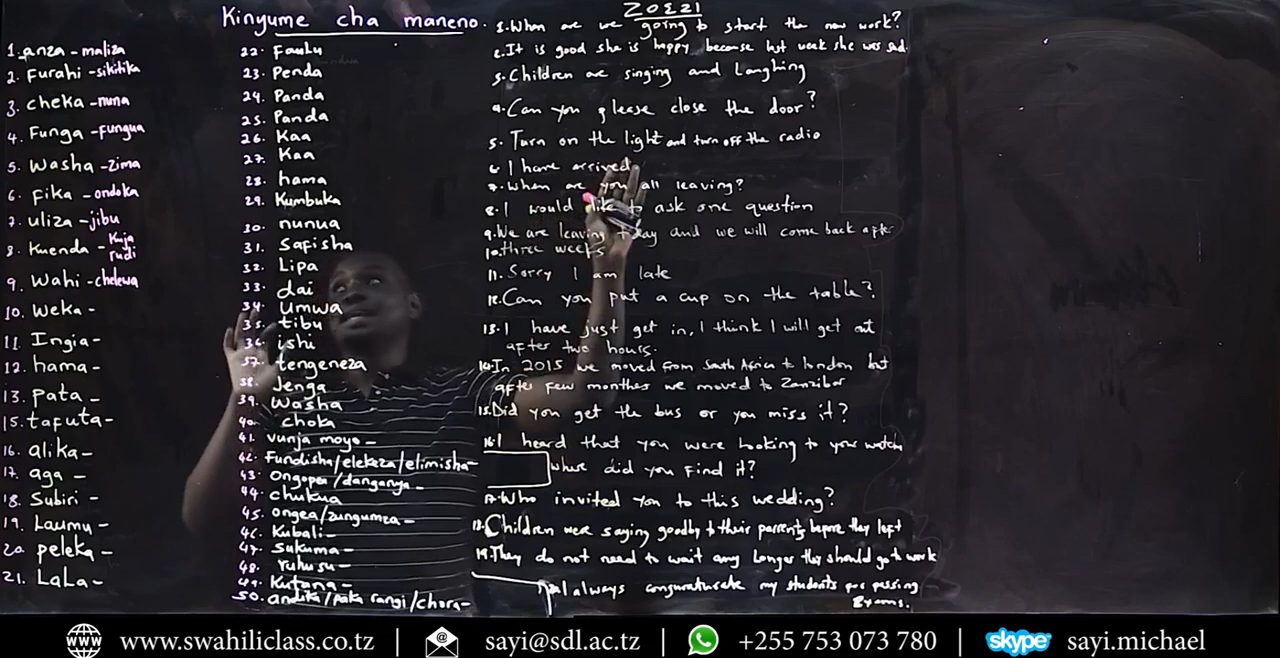 Kinyume cha maneno.
1. anza - maliza
2. Furahi - sikitika
3. cheka - nuna
4. Funga - fungua
5. Washa - zima
6. Fika - ondoka
7. uliza - jibu
8. Kuenda - Kuja
rudi
9. Wahi - chelewa
10. Weka -
11. Ingia -
12. hama -
13. pata -
15. tafuta -
16. alika -
17. aga -
18. Subiri -
19. Laumu -
20. peleka -
21. LaLa -
22. Faulu
23. Penda
24. Panda
25. Panda
26. Kaa
27. Kaa
28. hama
29. Kumbuka
30. nunua
31. Safisha
32. Lipa
33. dai
34. umwa
35. tibu
36. ishi
37. tengeneza
38. Jenga
39. Washa
40. choka
41. vunja moyo -
42. Fundisha/elekeza/elimisha -
43. Ongopea/danganya -
44. chukua
45. ongea/zungumza -
46. Kubali -
47. Sukuma -
48. ruhusu -
49. Kutana -
50. andika/paka rangi/chora -
ZOEZI
1. When are we going to start the new work?
2. It is good she is happy because last week she was sad.
3. Children are singing and laughing
4. Can you please close the door?
5. Turn on the light and turn off the radio
6. I have arrived
7. When are you all leaving?
8. I would like to ask one question
9. We are leaving today and we will come back after
10. three weeks
11. Sorry I am late
12. Can you put a cup on the table?
13. I have just get in, I think I will get out
after two hours.
14. In 2015 we moved from South Africa to london but
after few monthes we moved to Zanzibar
15. Did you get the bus or you miss it?
16. I heard that you were looking to your watch
where did you find it?
17. Who invited you to this wedding?
18. Children were saying goodby to their parrents before they left
19. They do not need to wait any longer they should go to work
I always conguratulate my students for passing
Exams.
www.swahiliclass.co.tz | sayi@sdl.ac.tz | +255 753 073 780 | skype sayi.michael